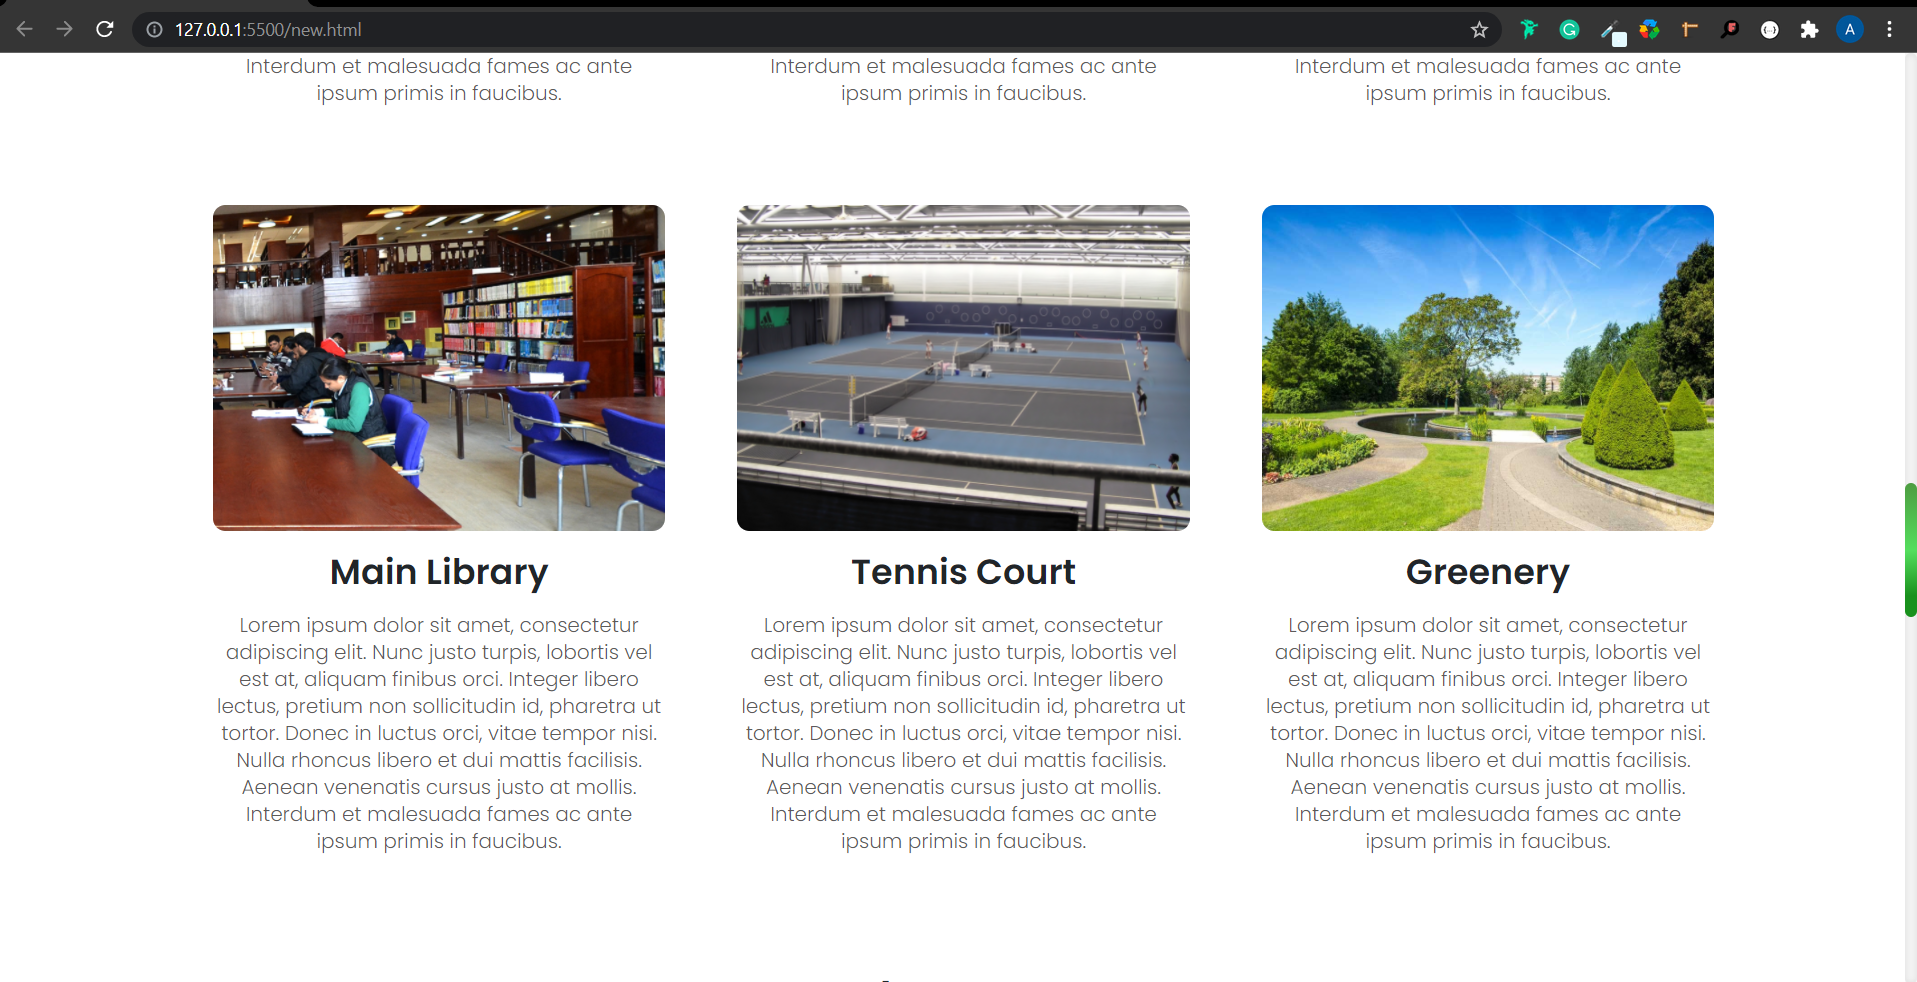 127.0.0.1:5500/new.html
A
Interdum et malesuada fames ac ante
ipsum primis in faucibus.
Interdum et malesuada fames ac ante
ipsum primis in faucibus.
Interdum et malesuada fames ac ante
ipsum primis in faucibus.
Main Library
Lorem ipsum dolor sit amet, consectetur
adipiscing elit. Nunc justo turpis, lobortis vel
est at, aliquam finibus orci. Integer libero
lectus, pretium non sollicitudin id, pharetra ut
tortor. Donec in luctus orci, vitae tempor nisi.
Nulla rhoncus libero et dui mattis facilisis.
Aenean venenatis cursus justo at mollis.
Interdum et malesuada fames ac ante
ipsum primis in faucibus.
Tennis Court
Lorem ipsum dolor sit amet, consectetur
adipiscing elit. Nunc justo turpis, lobortis vel
est at, aliquam finibus orci. Integer libero
lectus, pretium non sollicitudin id, pharetra ut
tortor. Donec in luctus orci, vitae tempor nisi.
Nulla rhoncus libero et dui mattis facilisis.
Aenean venenatis cursus justo at mollis.
Interdum et malesuada fames ac ante
ipsum primis in faucibus.
Greenery
Lorem ipsum dolor sit amet, consectetur
adipiscing elit. Nunc justo turpis, lobortis vel
est at, aliquam finibus orci. Integer libero
lectus, pretium non sollicitudin id, pharetra ut
tortor. Donec in luctus orci, vitae tempor nisi.
Nulla rhoncus libero et dui mattis facilisis.
Aenean venenatis cursus justo at mollis.
Interdum et malesuada fames ac ante
ipsum primis in faucibus.